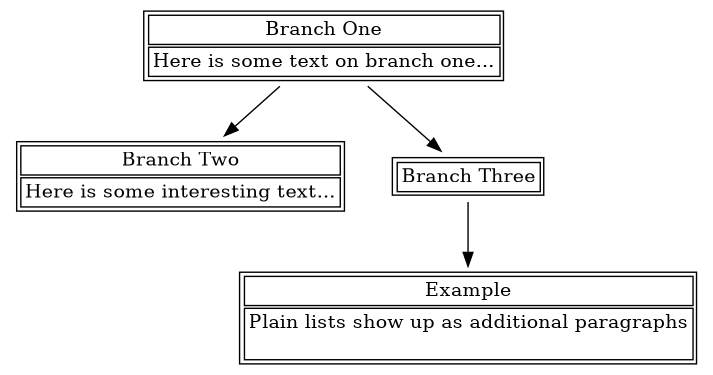 Branch One
Here is some text on branch one...
Branch Two
Here is some interesting text...
Branch Three
Example
Plain lists show up as additional paragraphs